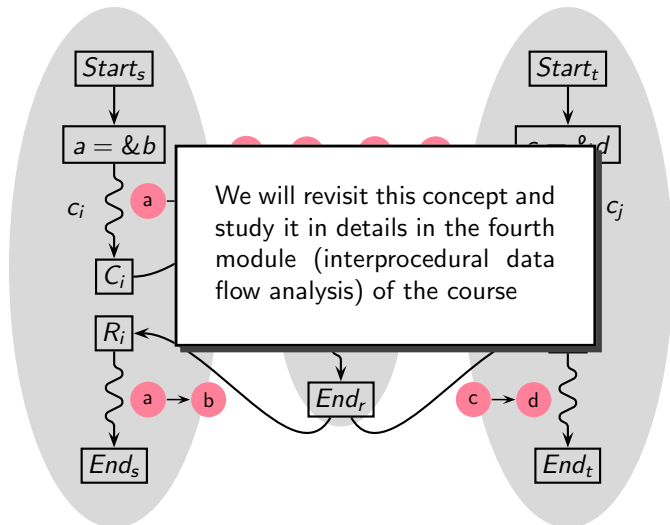 Start_s
Start_t
a = &b
= &d
c_i
a
c_j
We will revisit this concept and
study it in details in the fourth
module (interprocedural data
flow analysis) of the course
C_i
R_i
a b
End_r
c d
End_s
End_t